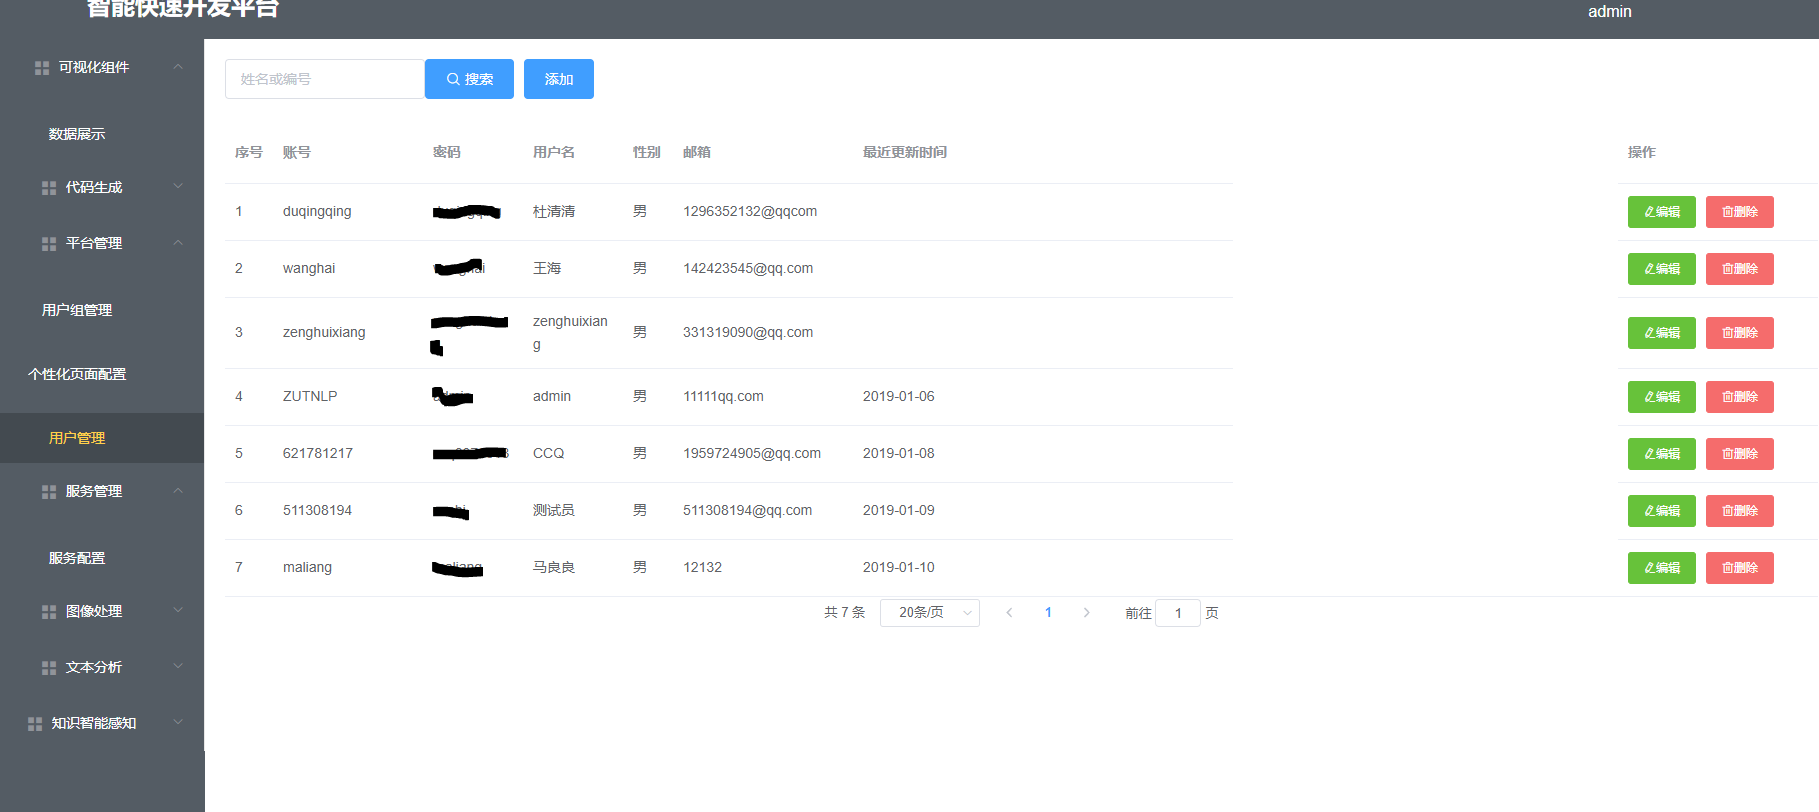 智能快速开发平台
admin
可视化组件
数据展示
代码生成
平台管理
用户组管理
个性化页面配置
用户管理
服务管理
服务配置
图像处理
文本分析
知识智能感知
姓名或编号 搜索 添加
序号 账号 密码 用户名 性别 邮箱 最近更新时间 操作
1 duqingqing 杜清清 男 1296352132@qqcom 编辑 删除
2 wanghai 王海 男 142423545@qq.com 编辑 删除
3 zenghuixiang zenghuixian
g 男 331319090@qq.com 编辑 删除
4 ZUTNLP admin 男 11111qq.com 2019-01-06 编辑 删除
5 621781217 CCQ 男 1959724905@qq.com 2019-01-08 编辑 删除
6 511308194 测试员 男 511308194@qq.com 2019-01-09 编辑 删除
7 maliang 马良良 男 12132 2019-01-10 编辑 删除
共 7 条 20条/页 1 前往 1 页